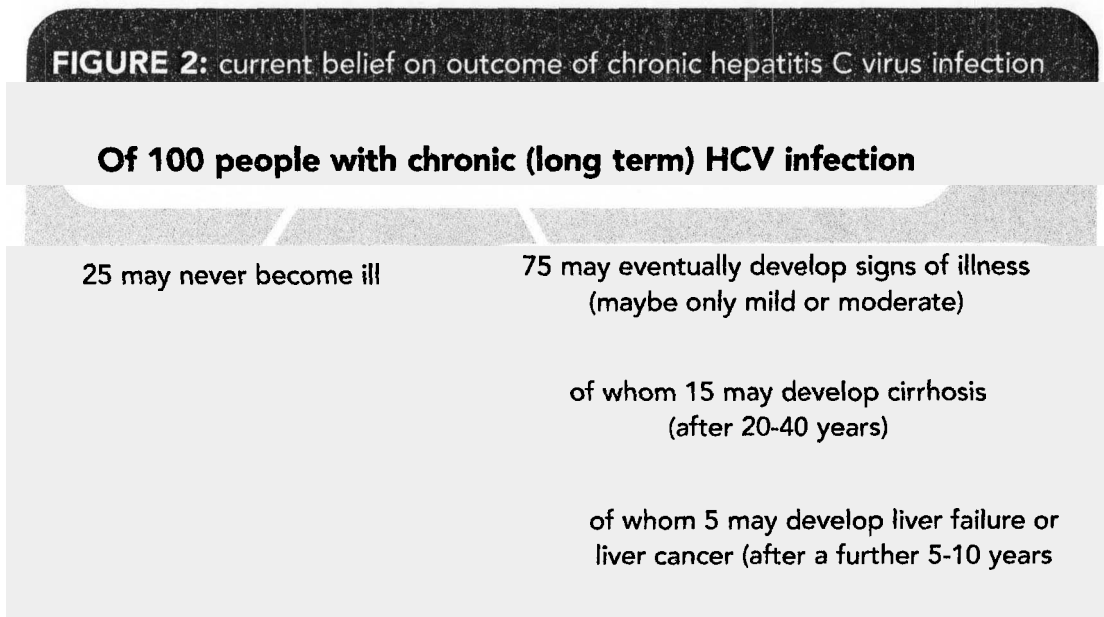 FIGURE 2: current belief on outcome of chronic hepatitis C virus infection
Of 100 people with chronic (long term) HCV infection
25 may never become ill
75 may eventually develop signs of illness
(maybe only mild or moderate)
of whom 15 may develop cirrhosis
(after 20-40 years)
of whom 5 may develop liver failure or
liver cancer (after a further 5-10 years